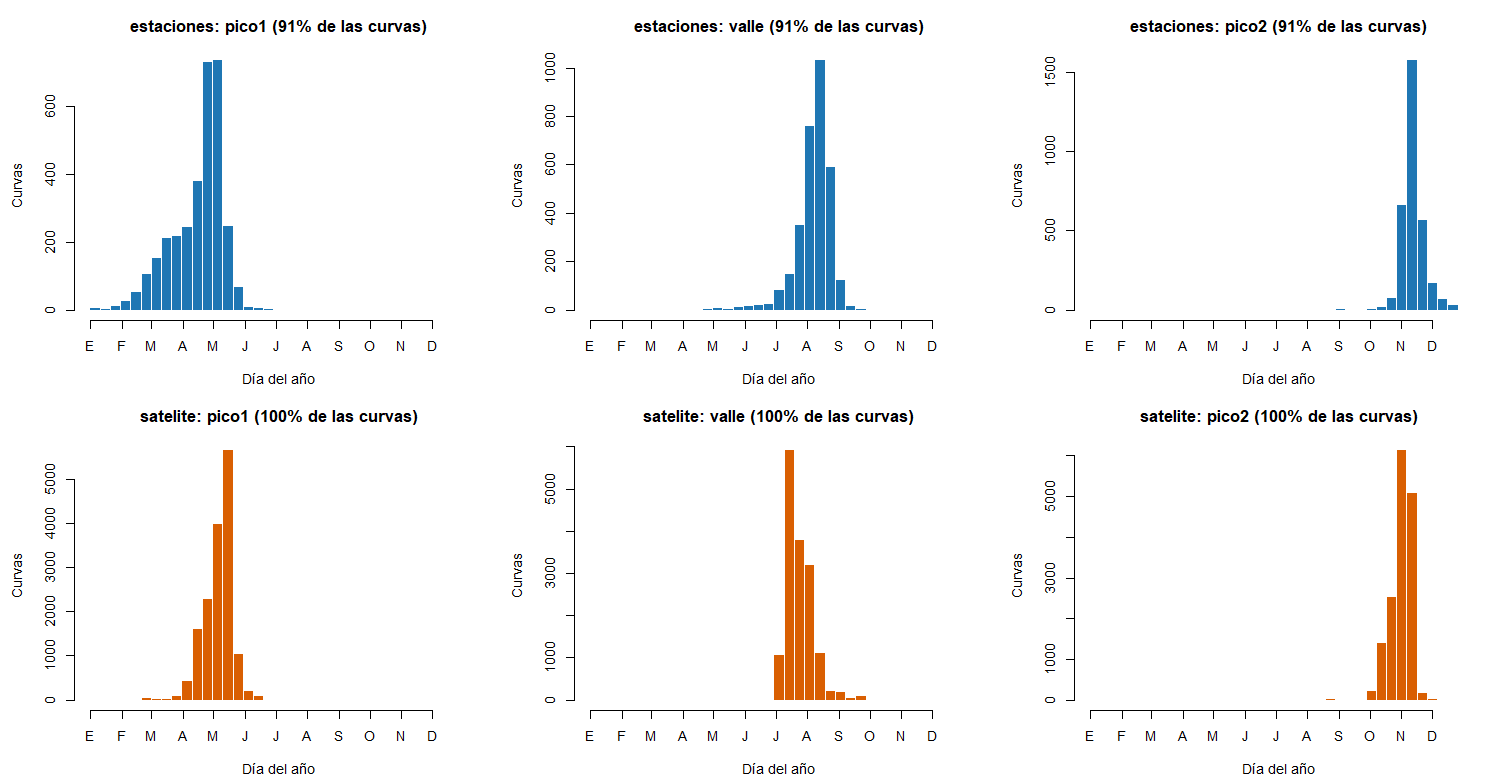 estaciones: pico1 (91% de las curvas)
Curvas
0 200 400 600
E F M A M J J A S O N D
Día del año
estaciones: valle (91% de las curvas)
Curvas
0 200 400 600 800 1000
E F M A M J J A S O N D
Día del año
estaciones: pico2 (91% de las curvas)
Curvas
0 500 1000 1500
E F M A M J J A S O N D
Día del año
satelite: pico1 (100% de las curvas)
Curvas
0 1000 2000 3000 4000 5000
E F M A M J J A S O N D
Día del año
satelite: valle (100% de las curvas)
Curvas
0 1000 3000 5000
E F M A M J J A S O N D
Día del año
satelite: pico2 (100% de las curvas)
Curvas
0 1000 3000 5000
E F M A M J J A S O N D
Día del año